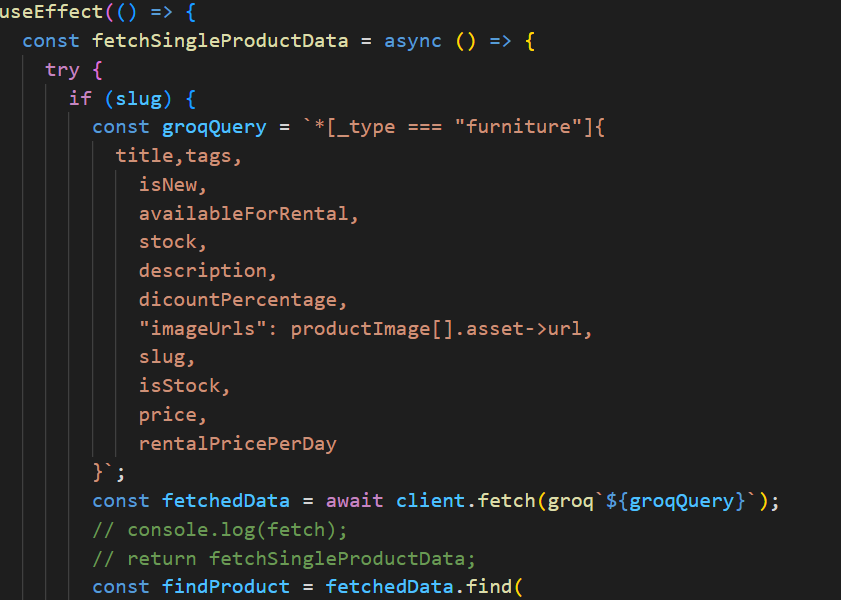 useEffect(() => {
const fetchSingleProductData = async () => {
try {
if (slug) {
const groqQuery = `*[_type === "furniture"]{
title,tags,
isNew,
availableForRental,
stock,
description,
dicountPercentage,
"imageUrls": productImage[].asset->url,
slug,
isStock,
price,
rentalPricePerDay
}`;
const fetchedData = await client.fetch(groq`${groqQuery}`);
// console.log(fetch);
// return fetchSingleProductData;
const findProduct = fetchedData.find(